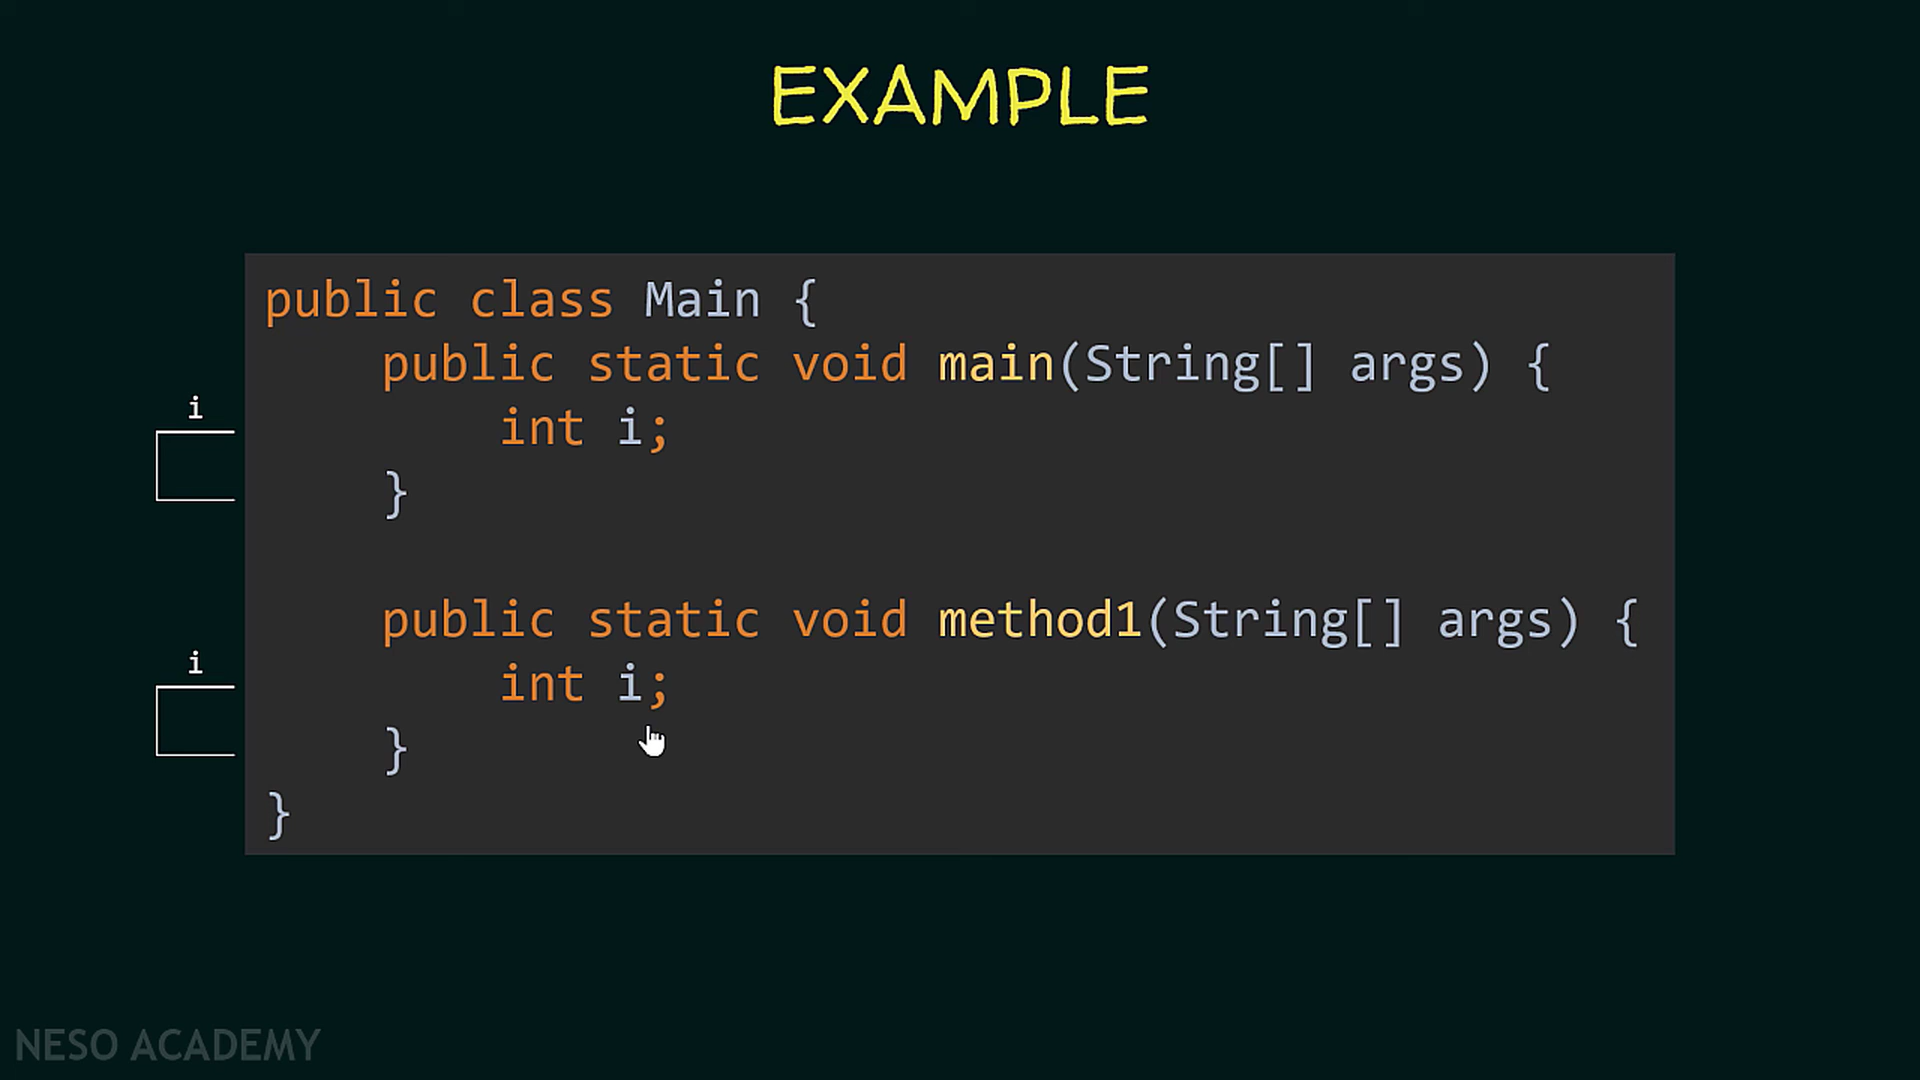 EXAMPLE
public class Main {
public static void main(String[] args) {
i
int i;
}
public static void method1(String[] args) {
i
int i;
}
}
NESO ACADEMY